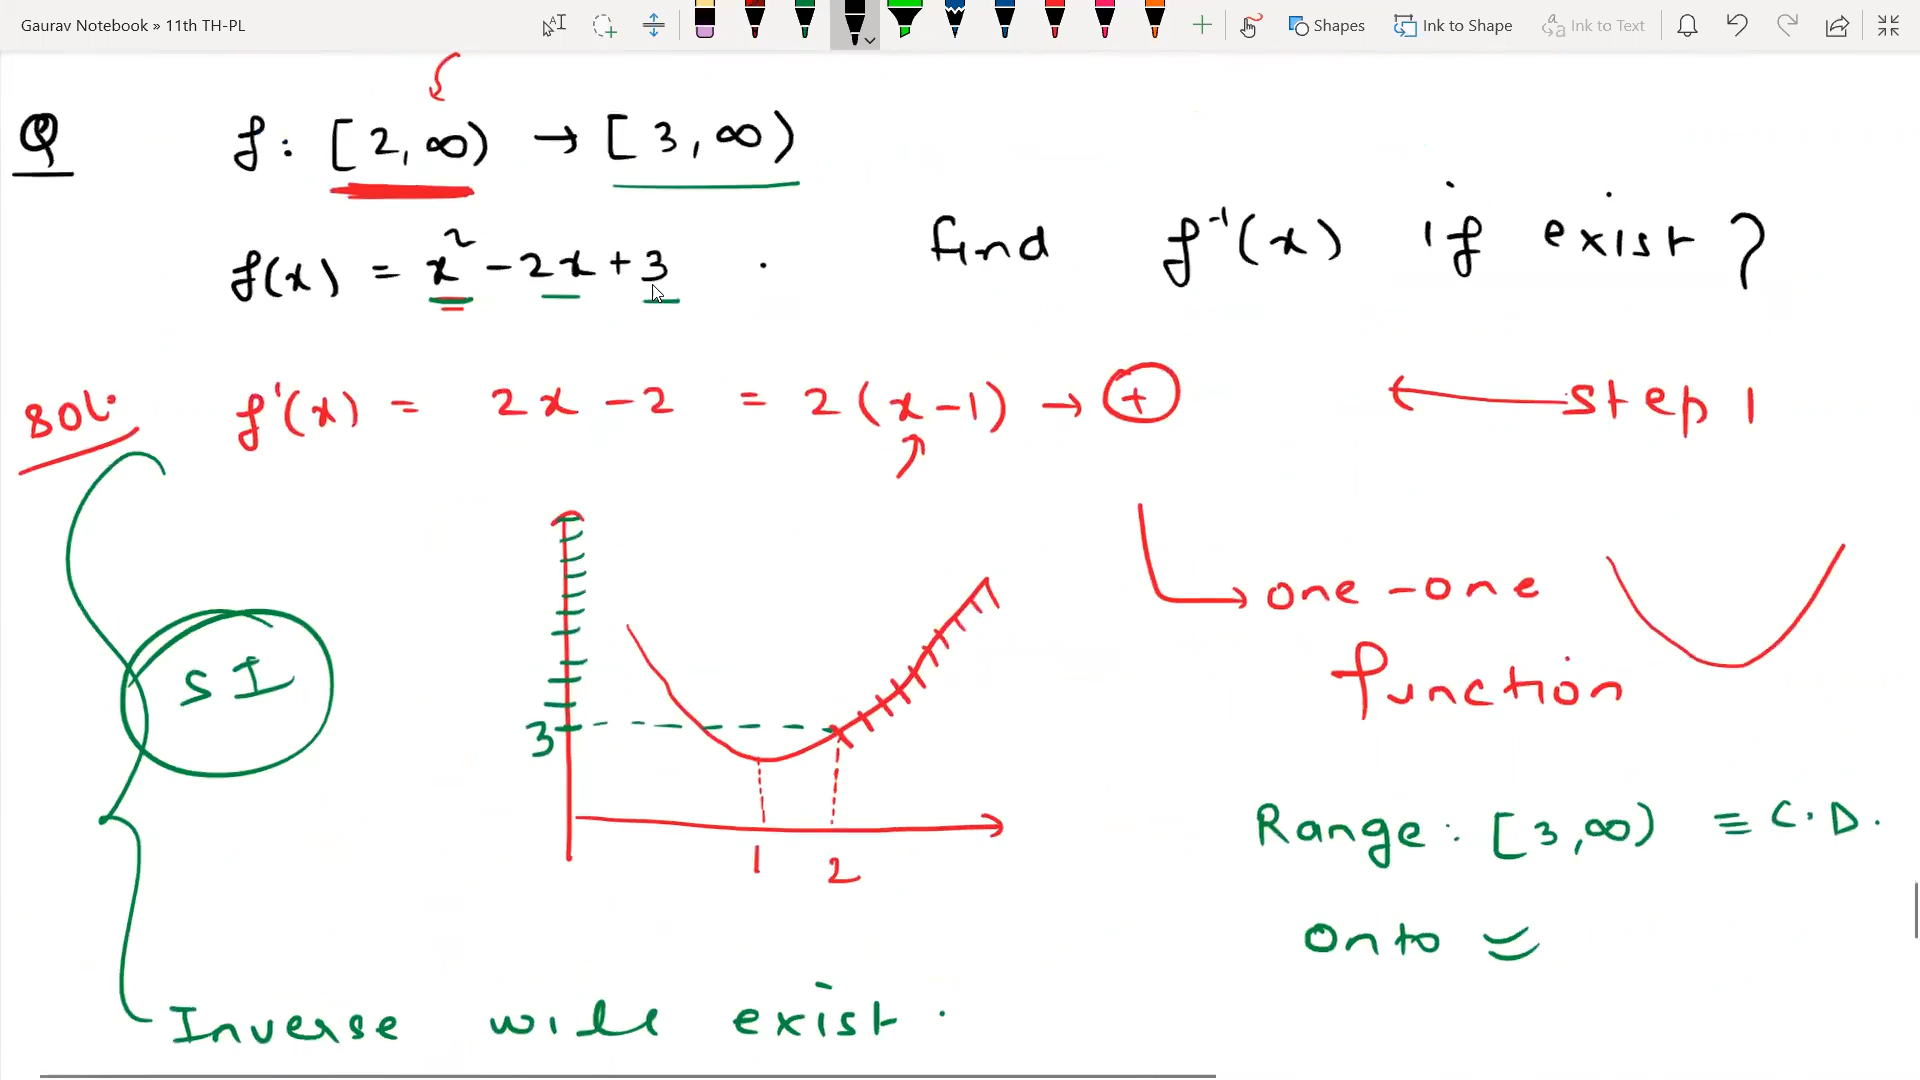 Gaurav Notebook » 11th TH-PL
Shapes Ink to Shape Ink to Text
Q f : [2, ∞) → [3, ∞)
f(x) = x² - 2x + 3 . find f⁻¹(x) if exist ?
Sol. f'(x) = 2x - 2 = 2(x-1) → + ← Step 1
one-one
function
SI
3
1 2
Range : [3,∞) ≡ C.D.
Onto
Inverse will exist.